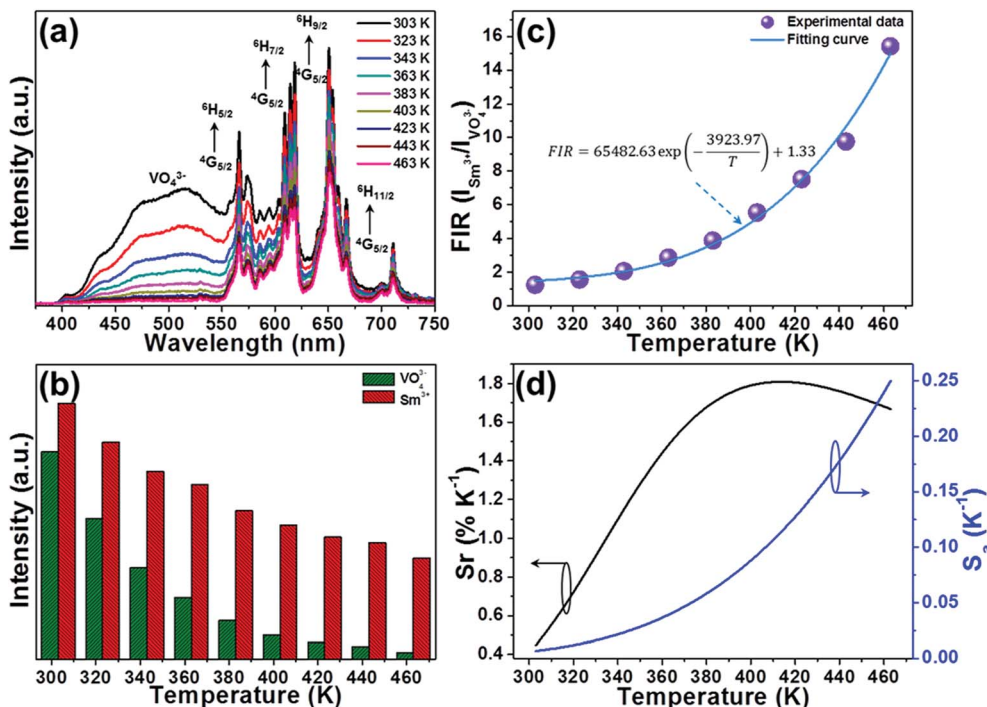 (a)
Intensity (a.u.)
VO₄³⁻
⁶H₅/₂
⁴G₅/₂
⁶H₇/₂
⁴G₅/₂
⁶H₉/₂
⁴G₅/₂
⁶H₁₁/₂
⁴G₅/₂
303 K
323 K
343 K
363 K
383 K
403 K
423 K
443 K
463 K
400 450 500 550 600 650 700 750
Wavelength (nm)
(c)
Experimental data
Fitting curve
FIR (I Sm³⁺/I VO₄³⁻)
16
14
12
10
8
6
4
2
0
FIR = 65482.63 exp(−3923.97/T) + 1.33
300 320 340 360 380 400 420 440 460
Temperature (K)
(b)
VO₄³⁻
Sm³⁺
Intensity (a.u.)
300 320 340 360 380 400 420 440 460
Temperature (K)
(d)
Sr (% K⁻¹)
1.8
1.6
1.4
1.2
1.0
0.8
0.6
0.4
0.25
0.20
0.15
0.10
0.05
0.00
(K⁻¹)
300 320 340 360 380 400 420 440 460
Temperature (K)